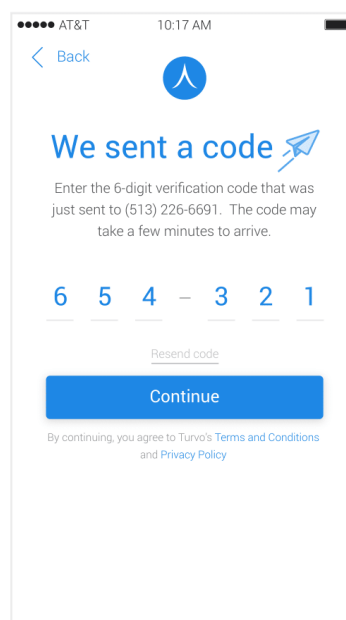 AT&T 10:17 AM
Back
We sent a code
Enter the 6-digit verification code that was
just sent to (513) 226-6691. The code may
take a few minutes to arrive.
6 5 4 – 3 2 1
Resend code
Continue
By continuing, you agree to Turvo's Terms and Conditions
and Privacy Policy